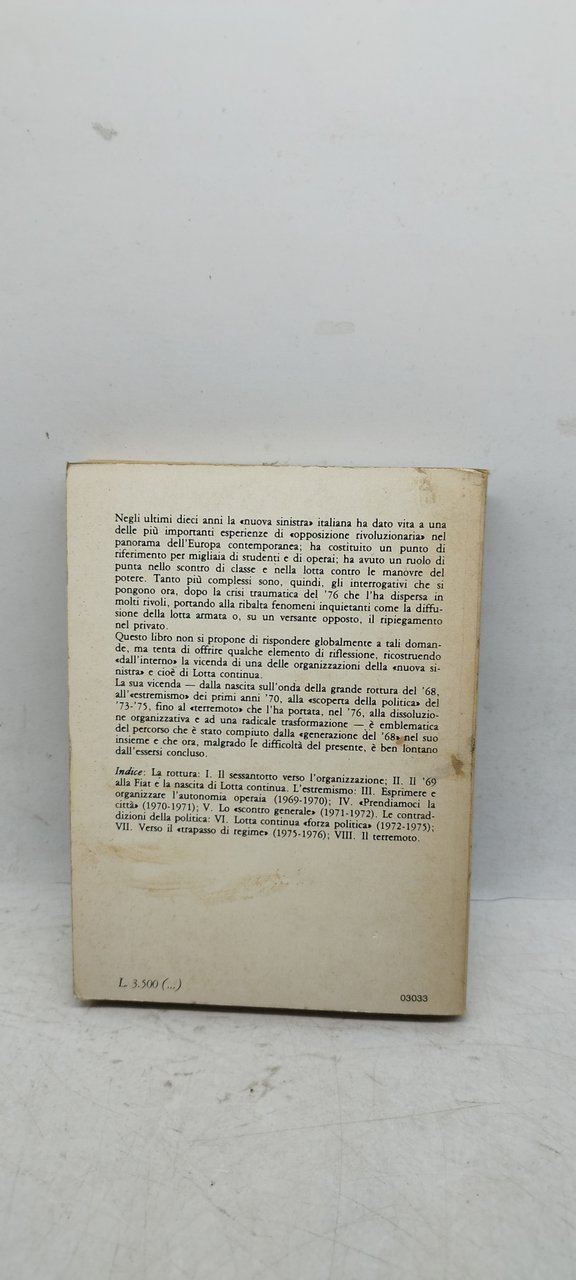 Negli ultimi dieci anni la «nuova sinistra» italiana ha dato vita a una
delle più importanti esperienze di «opposizione rivoluzionaria» nel
panorama dell'Europa contemporanea; ha costituito un punto di
riferimento per migliaia di studenti e di operai; ha avuto un ruolo di
punta nello scontro di classe e nella lotta contro le manovre del
potere. Tanto più complessi sono, quindi, gli interrogativi che si
pongono ora, dopo la crisi traumatica del '76 che l'ha dispersa in
molti rivoli, portando alla ribalta fenomeni inquietanti come la diffu-
sione della lotta armata o, su un versante opposto, il ripiegamento
nel privato.
Questo libro non si propone di rispondere globalmente a tali doman-
de, ma tenta di offrire qualche elemento di riflessione, ricostruendo
«dall'interno» la vicenda di una delle organizzazioni della «nuova si-
nistra» e cioè di Lotta continua.
La sua vicenda — dalla nascita sull'onda della grande rottura del '68,
all'«estremismo» dei primi anni '70, alla «scoperta della politica» del
'73-'75, fino al «terremoto» che l'ha portata, nel '76, alla dissoluzio-
ne organizzativa e ad una radicale trasformazione — è emblematica
del percorso che è stato compiuto dalla «generazione del '68» nel suo
insieme e che ora, malgrado le difficoltà del presente, è ben lontano
dall'essersi concluso.
Indice: La rottura: I. Il sessantotto verso l'organizzazione; II. Il '69
alla Fiat e la nascita di Lotta continua. L'estremismo: III. Esprimere e
organizzare l'autonomia operaia (1969-1970); IV. «Prendiamoci la
città» (1970-1971); V. Lo «scontro generale» (1971-1972). Le contrad-
dizioni della politica: VI. Lotta continua «forza politica» (1972-1975);
VII. Verso il «trapasso di regime» (1975-1976); VIII. Il terremoto.
L. 3.500 (...)
03033